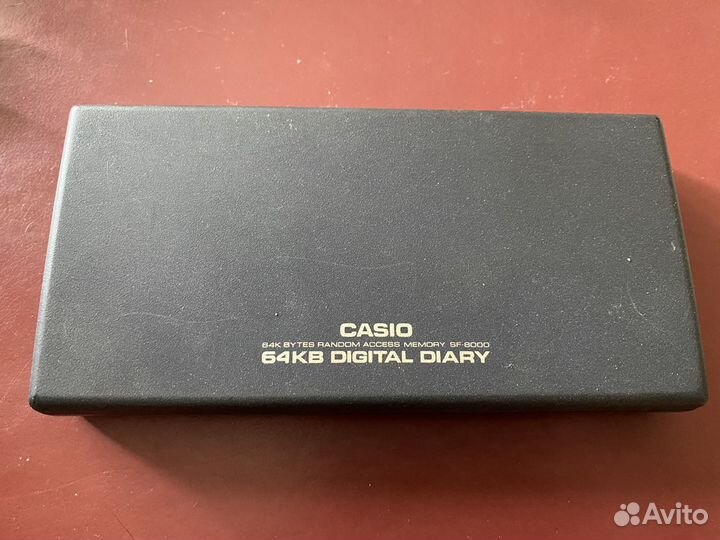 CASIO
64K BYTES RANDOM ACCESS MEMORY SF-8000
64KB DIGITAL DIARY
Avito